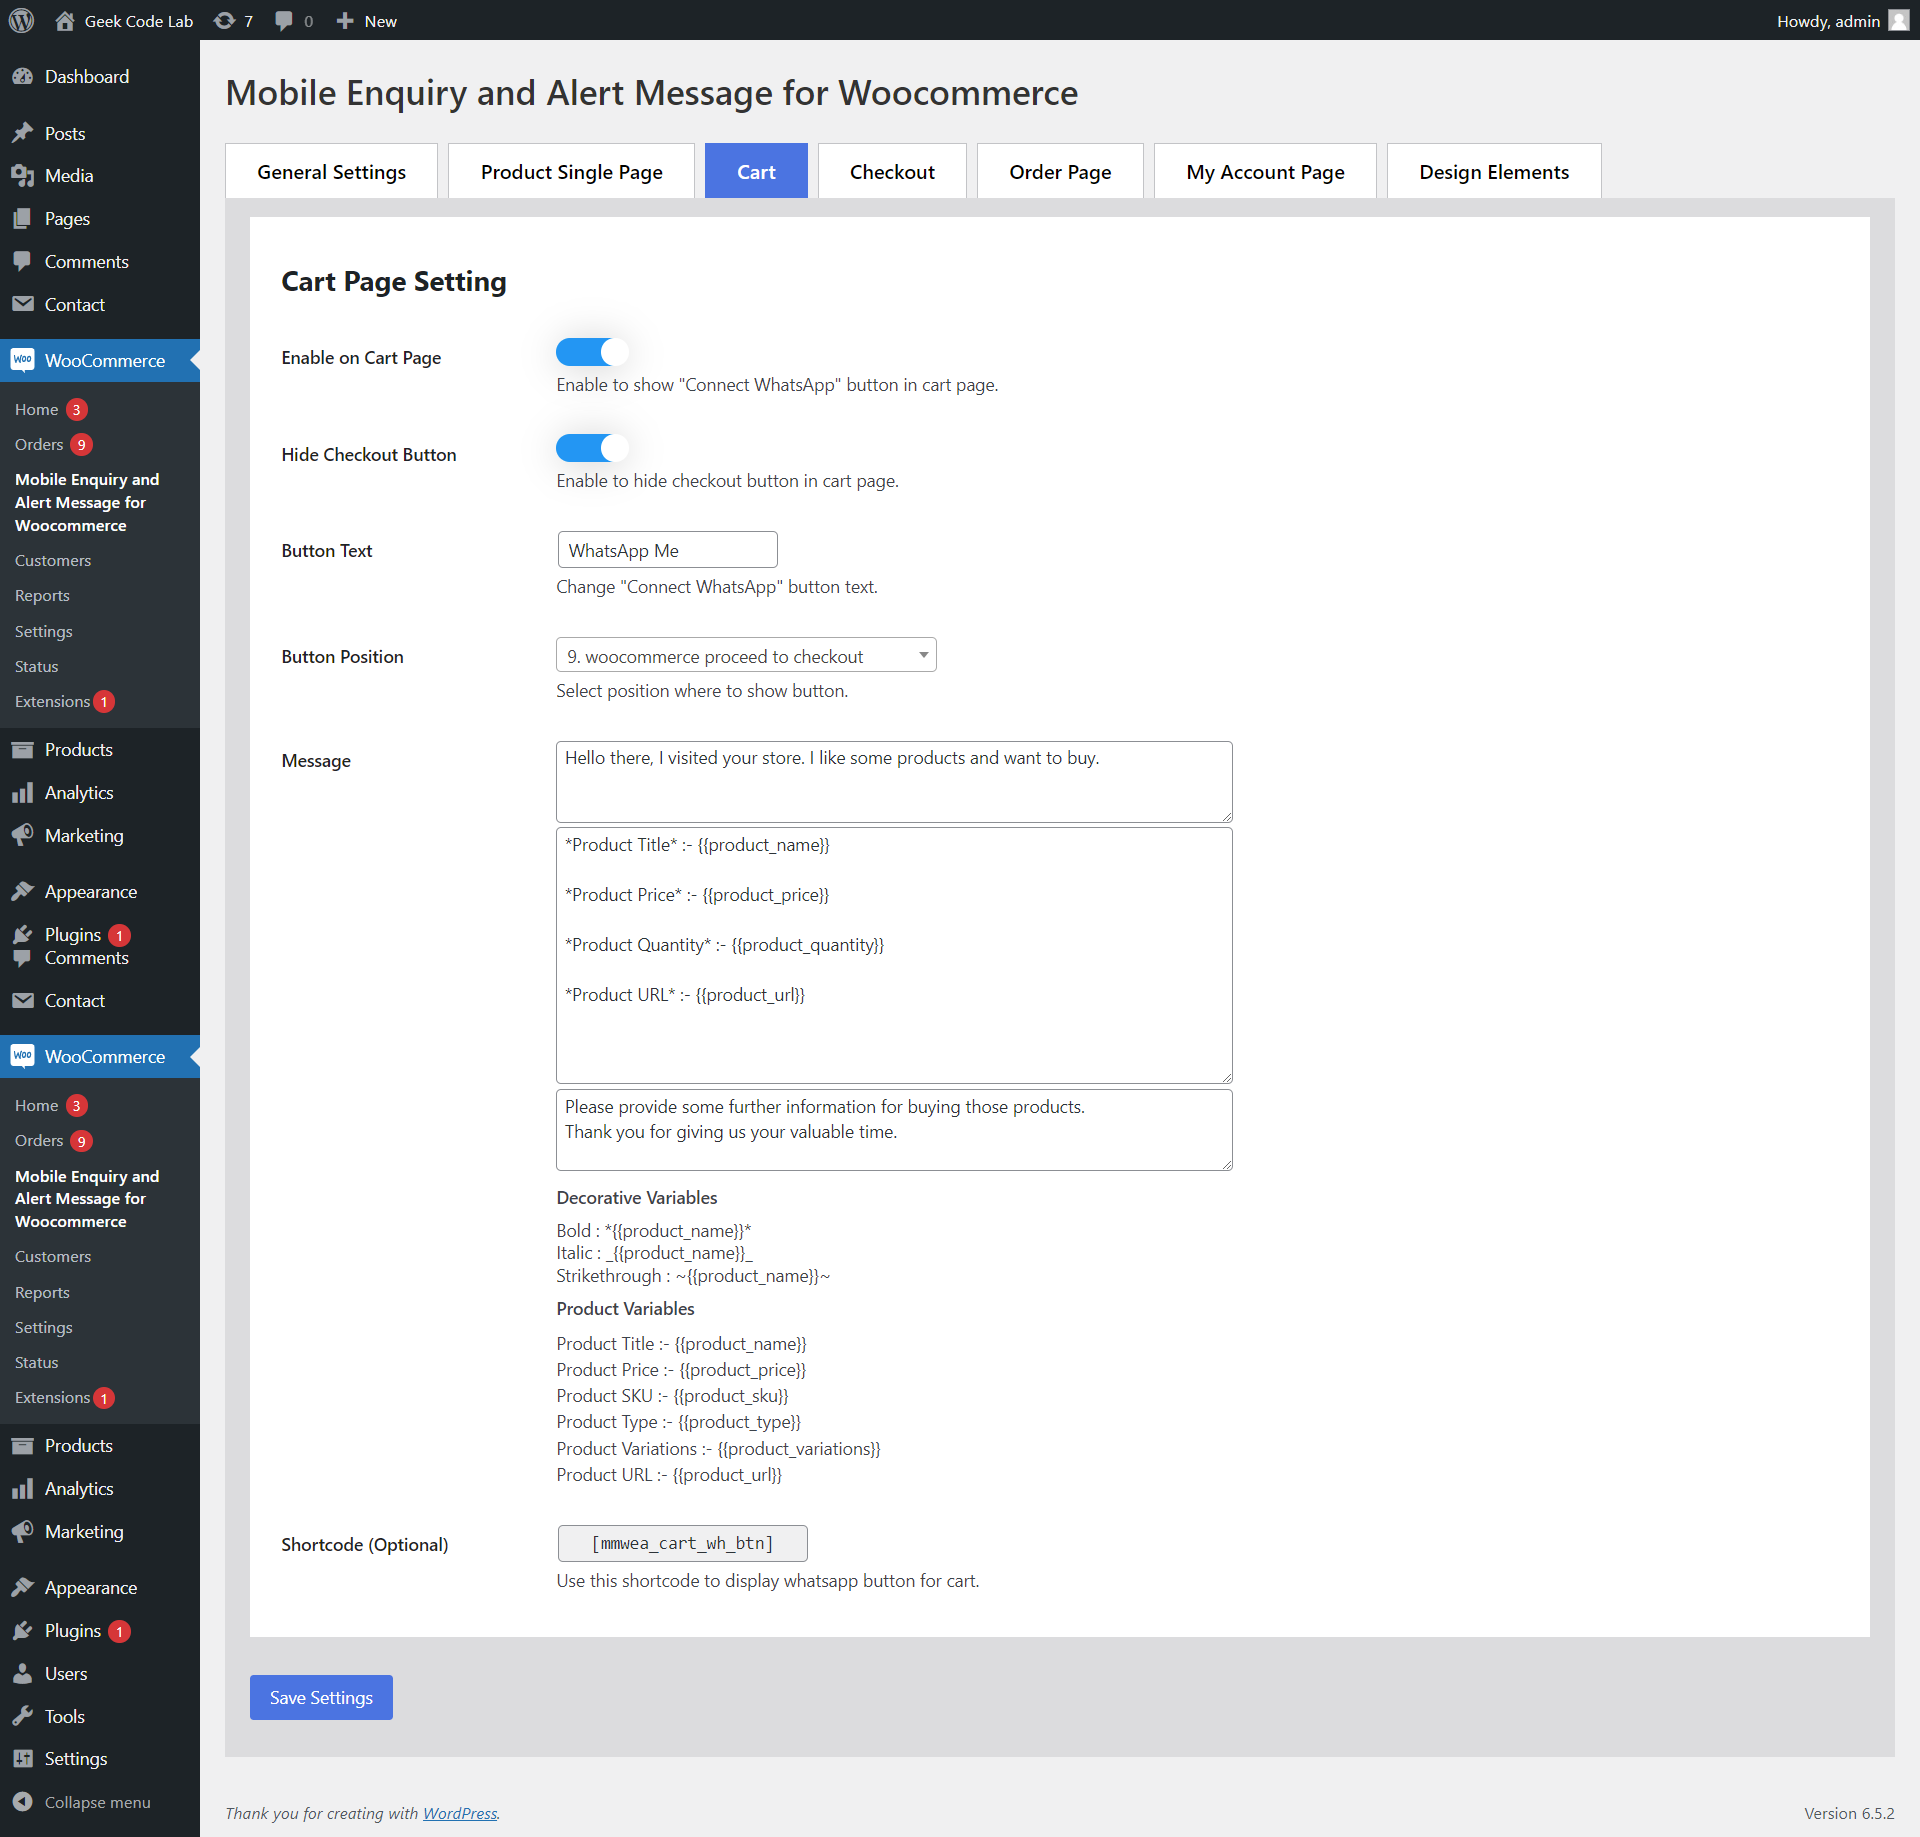 Geek Code Lab 7 0 New Howdy, admin
Dashboard
Posts
Media
Pages
Comments
Contact
Woo WooCommerce
Home 3
Orders 9
Mobile Enquiry and
Alert Message for
Woocommerce
Customers
Reports
Settings
Status
Extensions 1
Products
Analytics
Marketing
Appearance
Plugins 1
Comments
Contact
Woo WooCommerce
Home 3
Orders 9
Mobile Enquiry and
Alert Message for
Woocommerce
Customers
Reports
Settings
Status
Extensions 1
Products
Analytics
Marketing
Appearance
Plugins 1
Users
Tools
Settings
Collapse menu
Mobile Enquiry and Alert Message for Woocommerce
General Settings Product Single Page Cart Checkout Order Page My Account Page Design Elements
Cart Page Setting
Enable on Cart Page
Enable to show "Connect WhatsApp" button in cart page.
Hide Checkout Button
Enable to hide checkout button in cart page.
Button Text WhatsApp Me
Change "Connect WhatsApp" button text.
Button Position 9. woocommerce proceed to checkout
Select position where to show button.
Message
Hello there, I visited your store. I like some products and want to buy.
*Product Title* :- {{product_name}}
*Product Price* :- {{product_price}}
*Product Quantity* :- {{product_quantity}}
*Product URL* :- {{product_url}}
Please provide some further information for buying those products.
Thank you for giving us your valuable time.
Decorative Variables
Bold : *{{product_name}}*
Italic : _{{product_name}}_
Strikethrough : ~{{product_name}}~
Product Variables
Product Title :- {{product_name}}
Product Price :- {{product_price}}
Product SKU :- {{product_sku}}
Product Type :- {{product_type}}
Product Variations :- {{product_variations}}
Product URL :- {{product_url}}
Shortcode (Optional) [mmwea_cart_wh_btn]
Use this shortcode to display whatsapp button for cart.
Save Settings
Thank you for creating with WordPress. Version 6.5.2